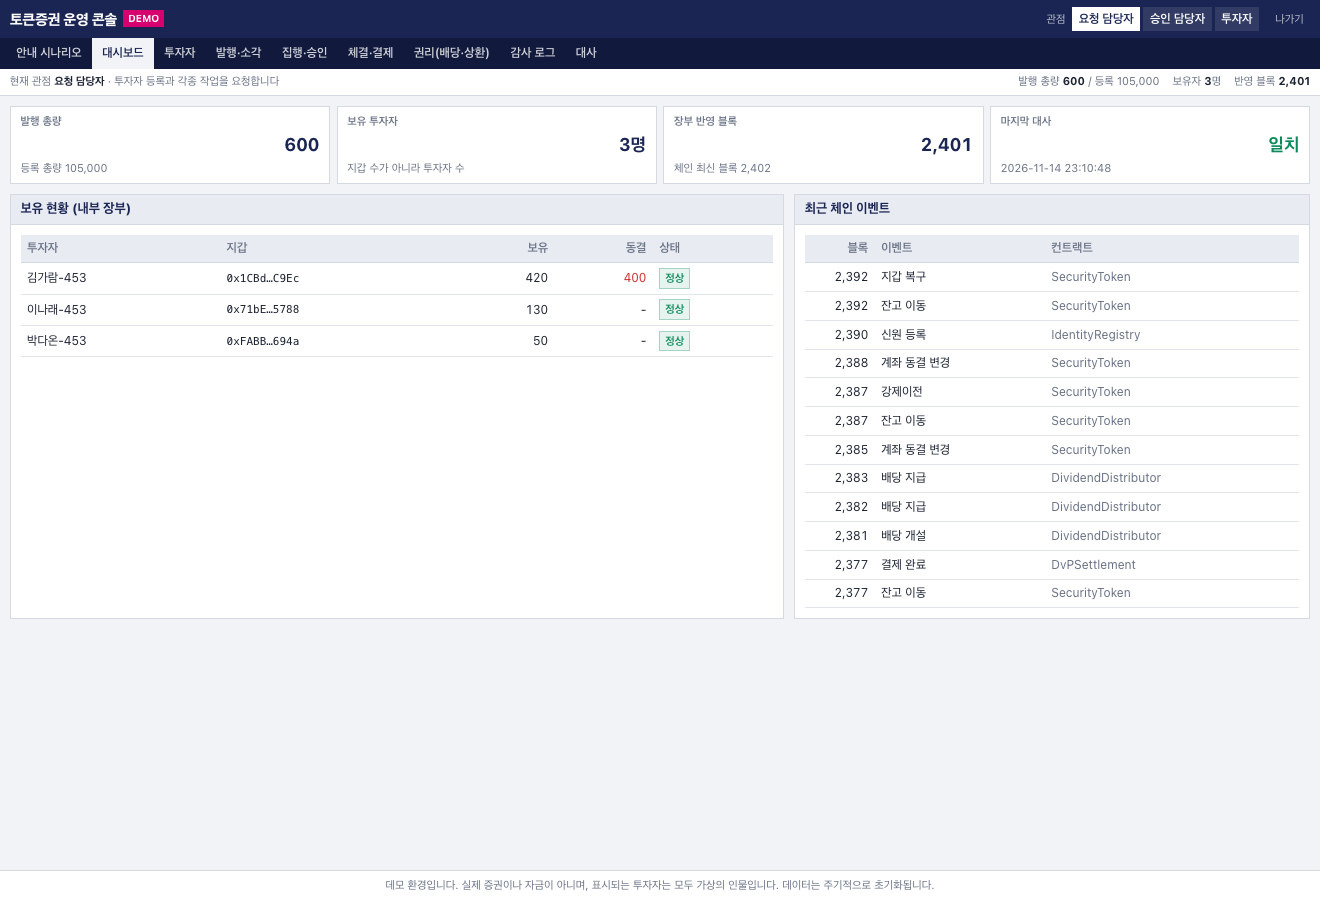 토큰증권 운영 콘솔 DEMO 관점 요청 담당자 승인 담당자 투자자 나가기
안내 시나리오 대시보드 투자자 발행·소각 집행·승인 체결·결제 권리(배당·상환) 감사 로그 대사
현재 관점 요청 담당자 · 투자자 등록과 각종 작업을 요청합니다 발행 총량 600 / 등록 105,000 보유자 3명 반영 블록 2,401
발행 총량
600
등록 총량 105,000
보유 투자자
3명
지갑 수가 아니라 투자자 수
장부 반영 블록
2,401
체인 최신 블록 2,402
마지막 대사
일치
2026-11-14 23:10:48
보유 현황 (내부 장부)
투자자 지갑 보유 동결 상태
김가람-453 0x1CBd…C9Ec 420 400 정상
이나래-453 0x71bE…5788 130 - 정상
박다온-453 0xFABB…694a 50 - 정상
최근 체인 이벤트
블록 이벤트 컨트랙트
2,392 지갑 복구 SecurityToken
2,392 잔고 이동 SecurityToken
2,390 신원 등록 IdentityRegistry
2,388 계좌 동결 변경 SecurityToken
2,387 강제이전 SecurityToken
2,387 잔고 이동 SecurityToken
2,385 계좌 동결 변경 SecurityToken
2,383 배당 지급 DividendDistributor
2,382 배당 지급 DividendDistributor
2,381 배당 개설 DividendDistributor
2,377 결제 완료 DvPSettlement
2,377 잔고 이동 SecurityToken
데모 환경입니다. 실제 증권이나 자금이 아니며, 표시되는 투자자는 모두 가상의 인물입니다. 데이터는 주기적으로 초기화됩니다.